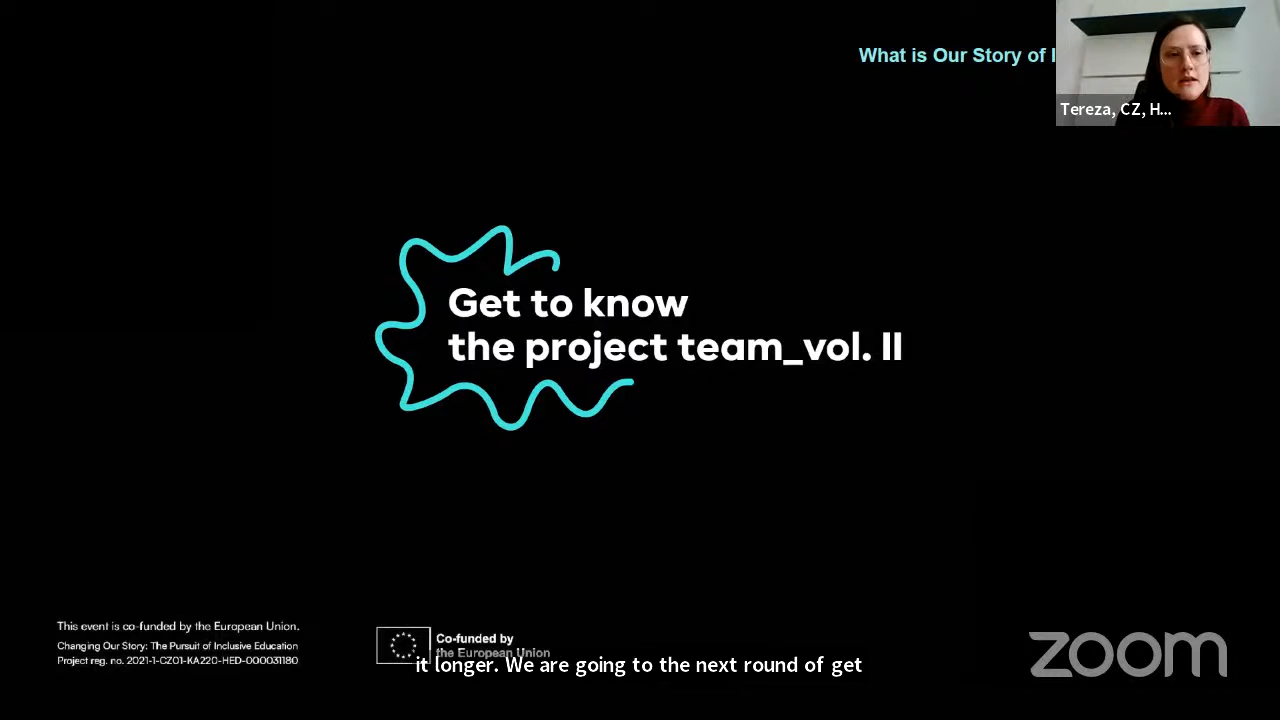 What is Our Story of
Tereza, CZ, H...
Get to know
the project team_vol. II
This event is co-funded by the European Union.
Changing Our Story: The Pursuit of Inclusive Education
Project reg. no. 2021-1-CZ01-KA220-HED-000031180
Co-funded by
the European Union
it longer. We are going to the next round of get
zoom